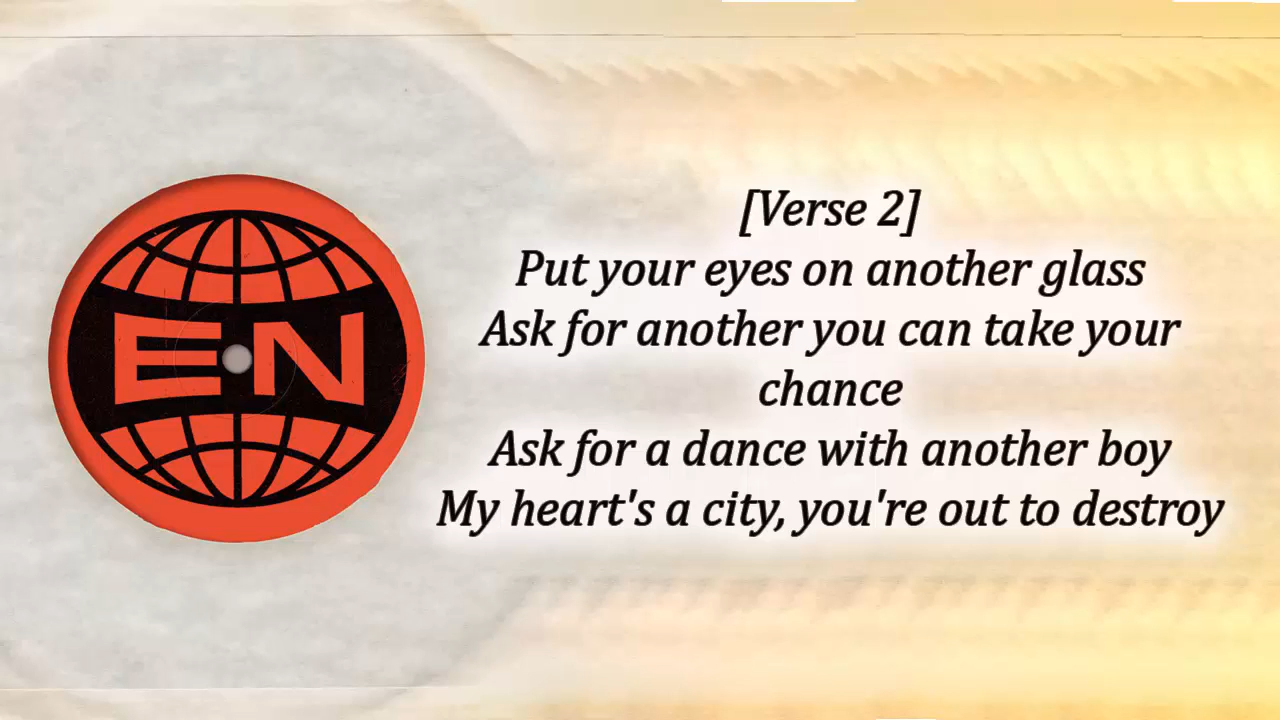 EN
[Verse 2]
Put your eyes on another glass
Ask for another you can take your
chance
Ask for a dance with another boy
My heart's a city, you're out to destroy